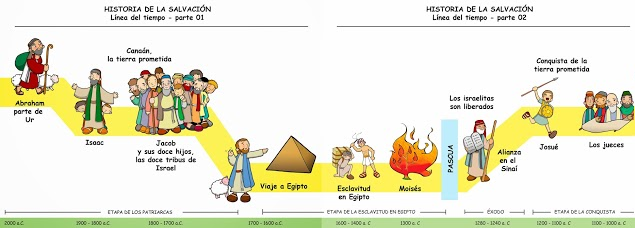 HISTORIA DE LA SALVACIÓN
Línea del tiempo - parte 01
Canaán,
la tierra prometida
Abraham
parte de
Ur
Isaac
Jacob
y sus doce hijos,
las doce tribus de
Israel
Viaje a Egipto
ETAPA DE LOS PATRIARCAS
2000 a.C
1900 - 1800 a.C.
1800 - 1700 a.C.
1700 - 1600 a.C
HISTORIA DE LA SALVACIÓN
Línea del tiempo - parte 02
Conquista de la
tierra prometida
Los israelitas
son liberados
Esclavitud
en Egipto
Moisés
PASCUA
Alianza
en el
Sinaí
Josué
Los jueces
ETAPA DE LA ESCLAVITUD EN EGIPTO
ÉXODO
ETAPA DE LA CONQUISTA
1600 - 1400 a. C
1300 a. C
1280 - 1240 a. C
1200 - 1100 a. C
1100 - 1000 a. C